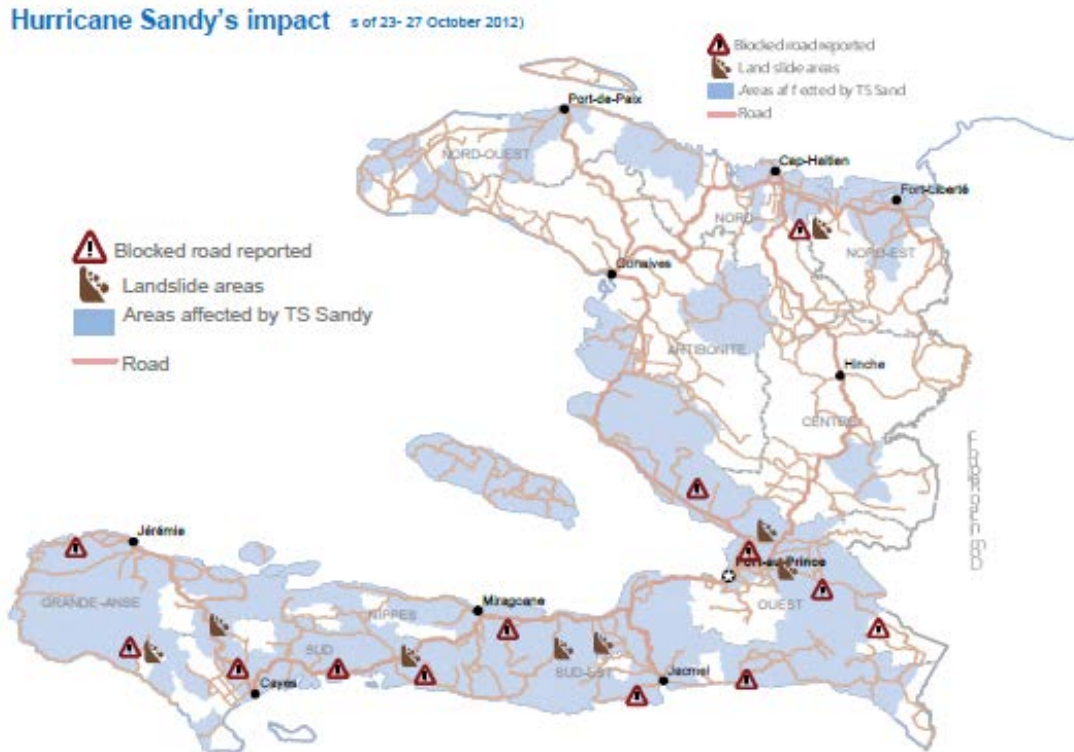 Hurricane Sandy's impact s of 23- 27 October 2012)
Blocked road reported
Land slide areas
Areas af f ected by TS Sand
Road
Port-de-Paix
NORD-OUEST
Cap-Haitien
Fort-Liberté
NORD
NORD-EST
Blocked road reported
Landslide areas
Areas affected by TS Sandy
Road
Gonaives
ARTIBONITE
Hinche
CENTRE
Jérémie
Port-au-Prince
OUEST
GRANDE-ANSE
Miragoane
NIPPES
SUD
SUD-EST
Jacmel
Cayes